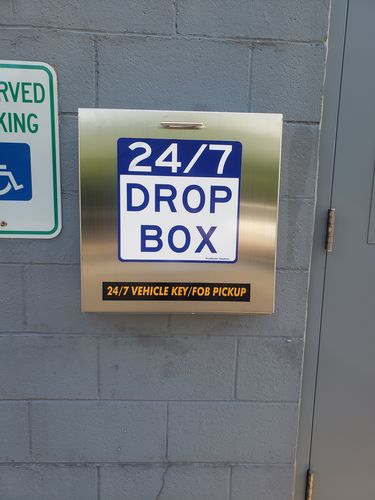 RVED
KING
24/7
DROP
BOX
24/7 VEHICLE KEY/FOB PICKUP